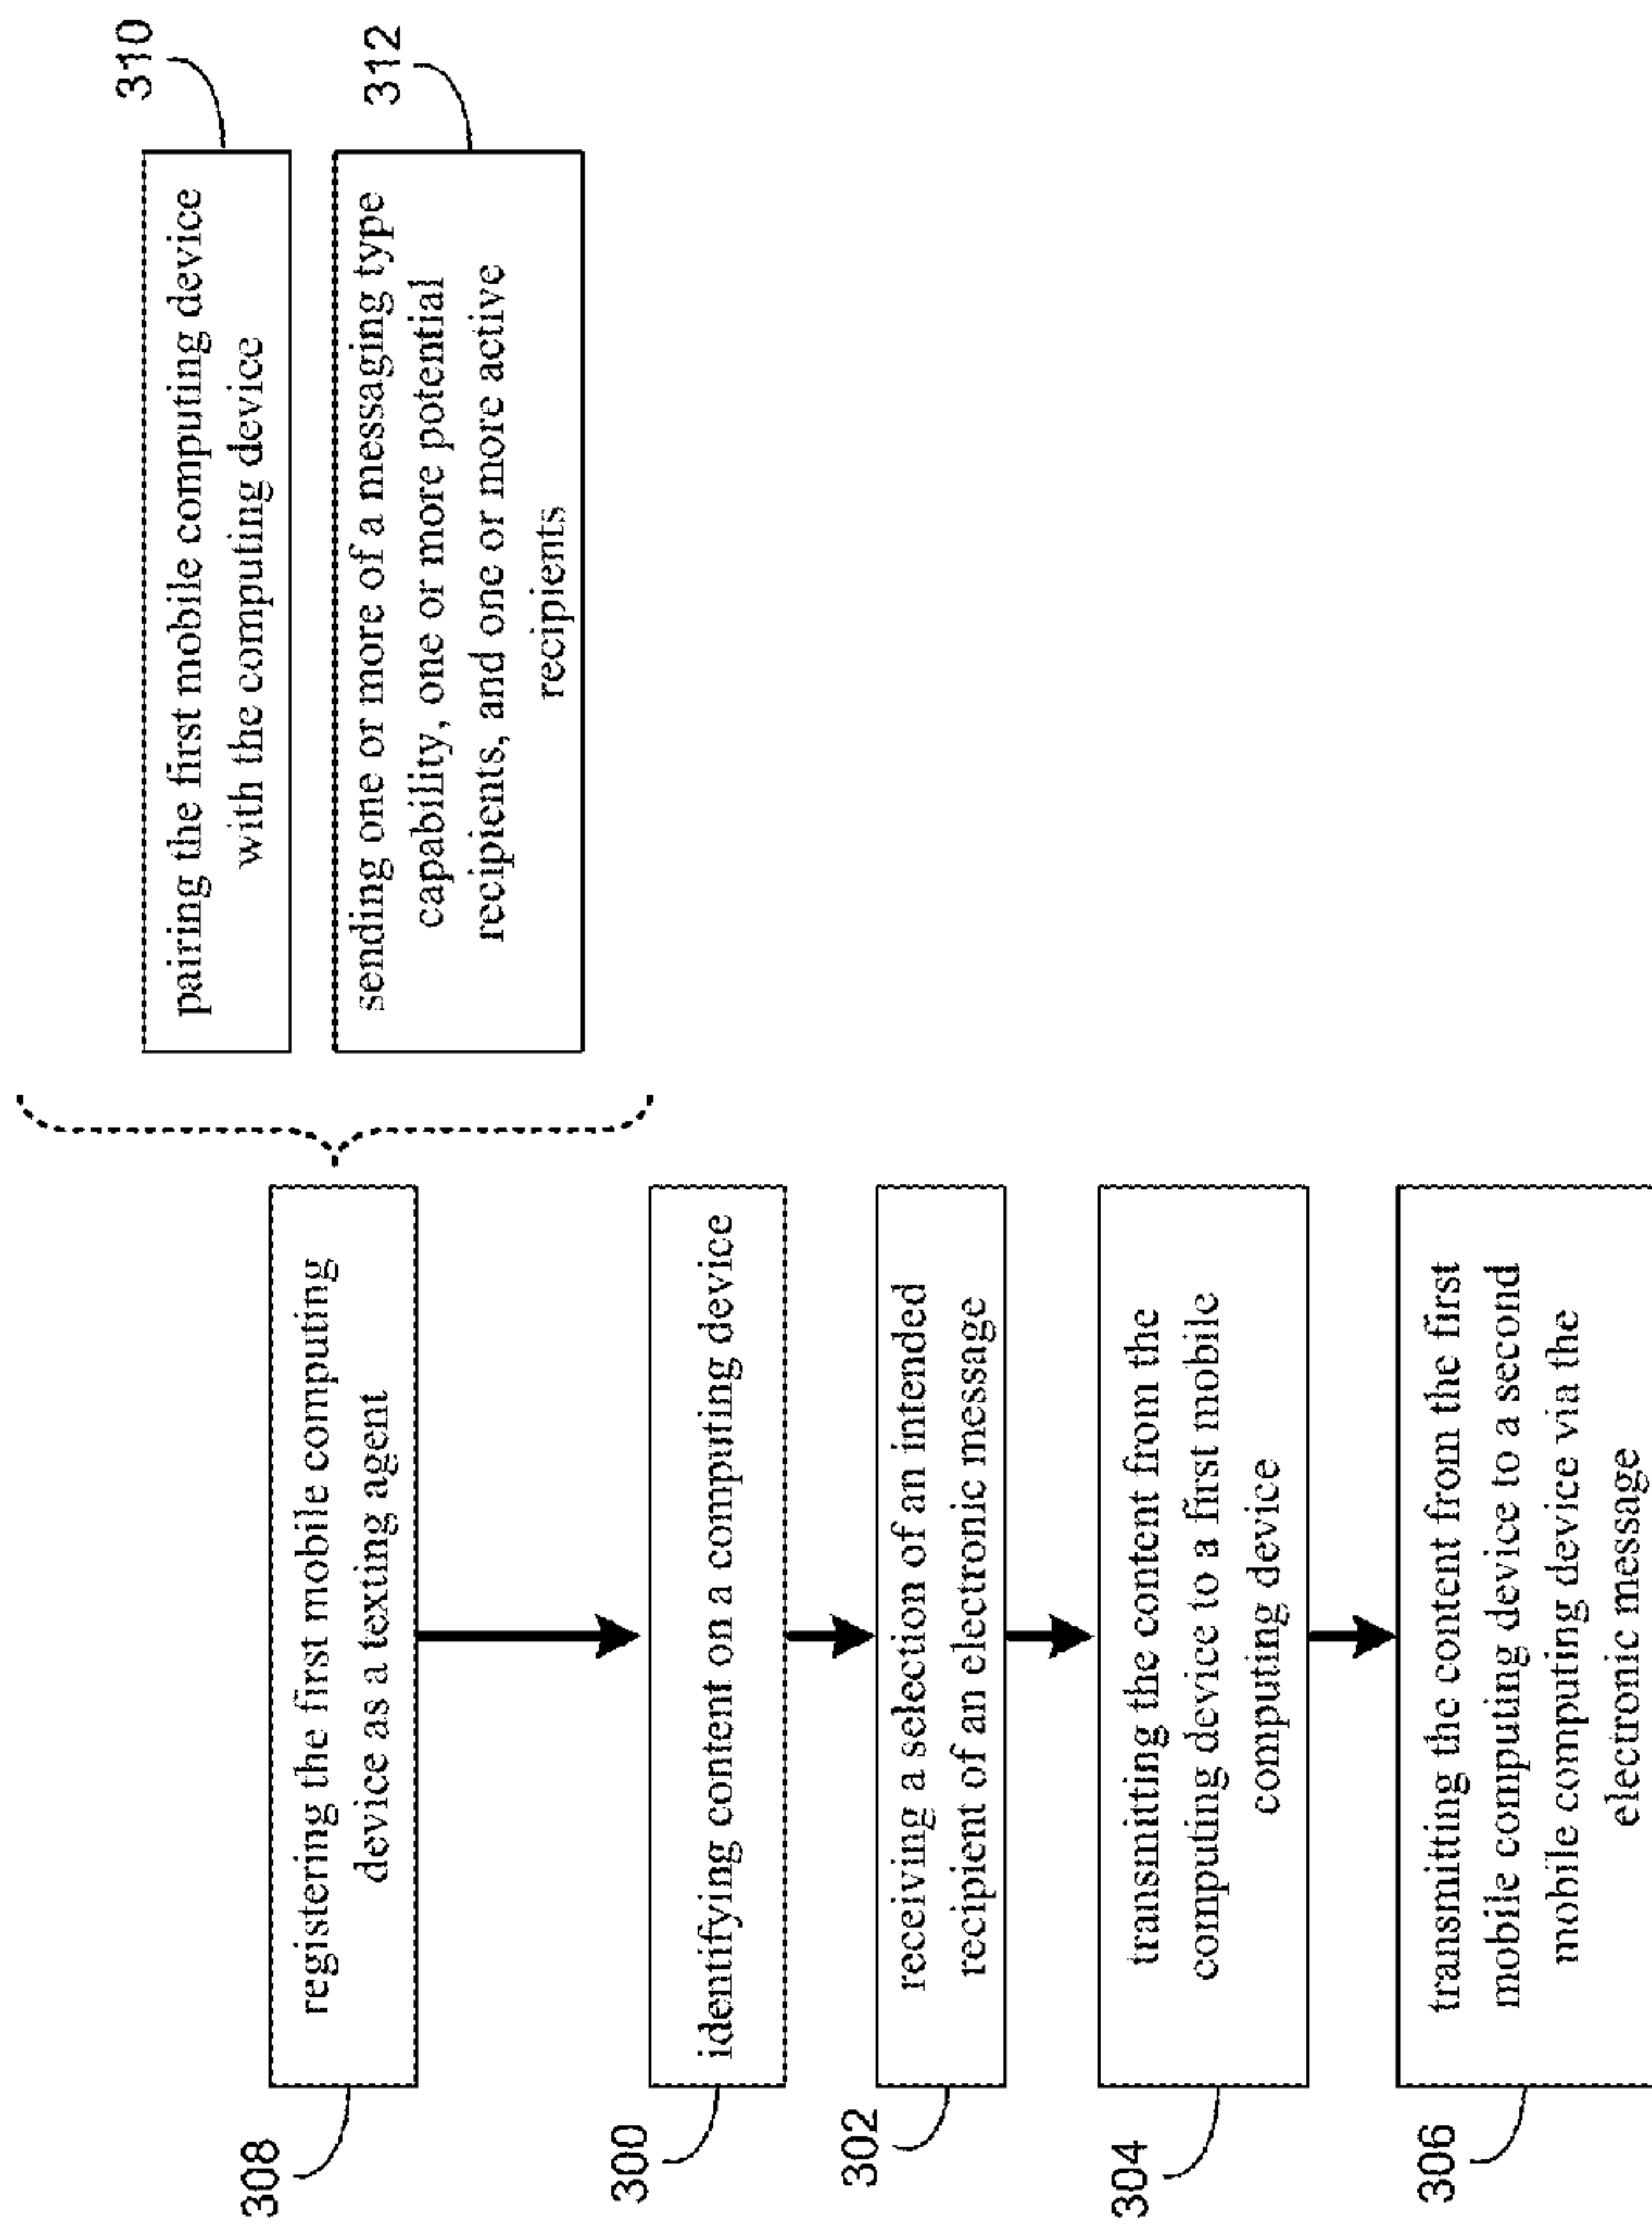 308
registering the first mobile computing
device as a texting agent
310
pairing the first mobile computing device
with the computing device
312
sending one or more of a messaging type
capability, one or more potential
recipients, and one or more active
recipients
300
identifying content on a computing device
302
receiving a selection of an intended
recipient of an electronic message
304
transmitting the content from the
computing device to a first mobile
computing device
306
transmitting the content from the first
mobile computing device to a second
mobile computing device via the
electronic message